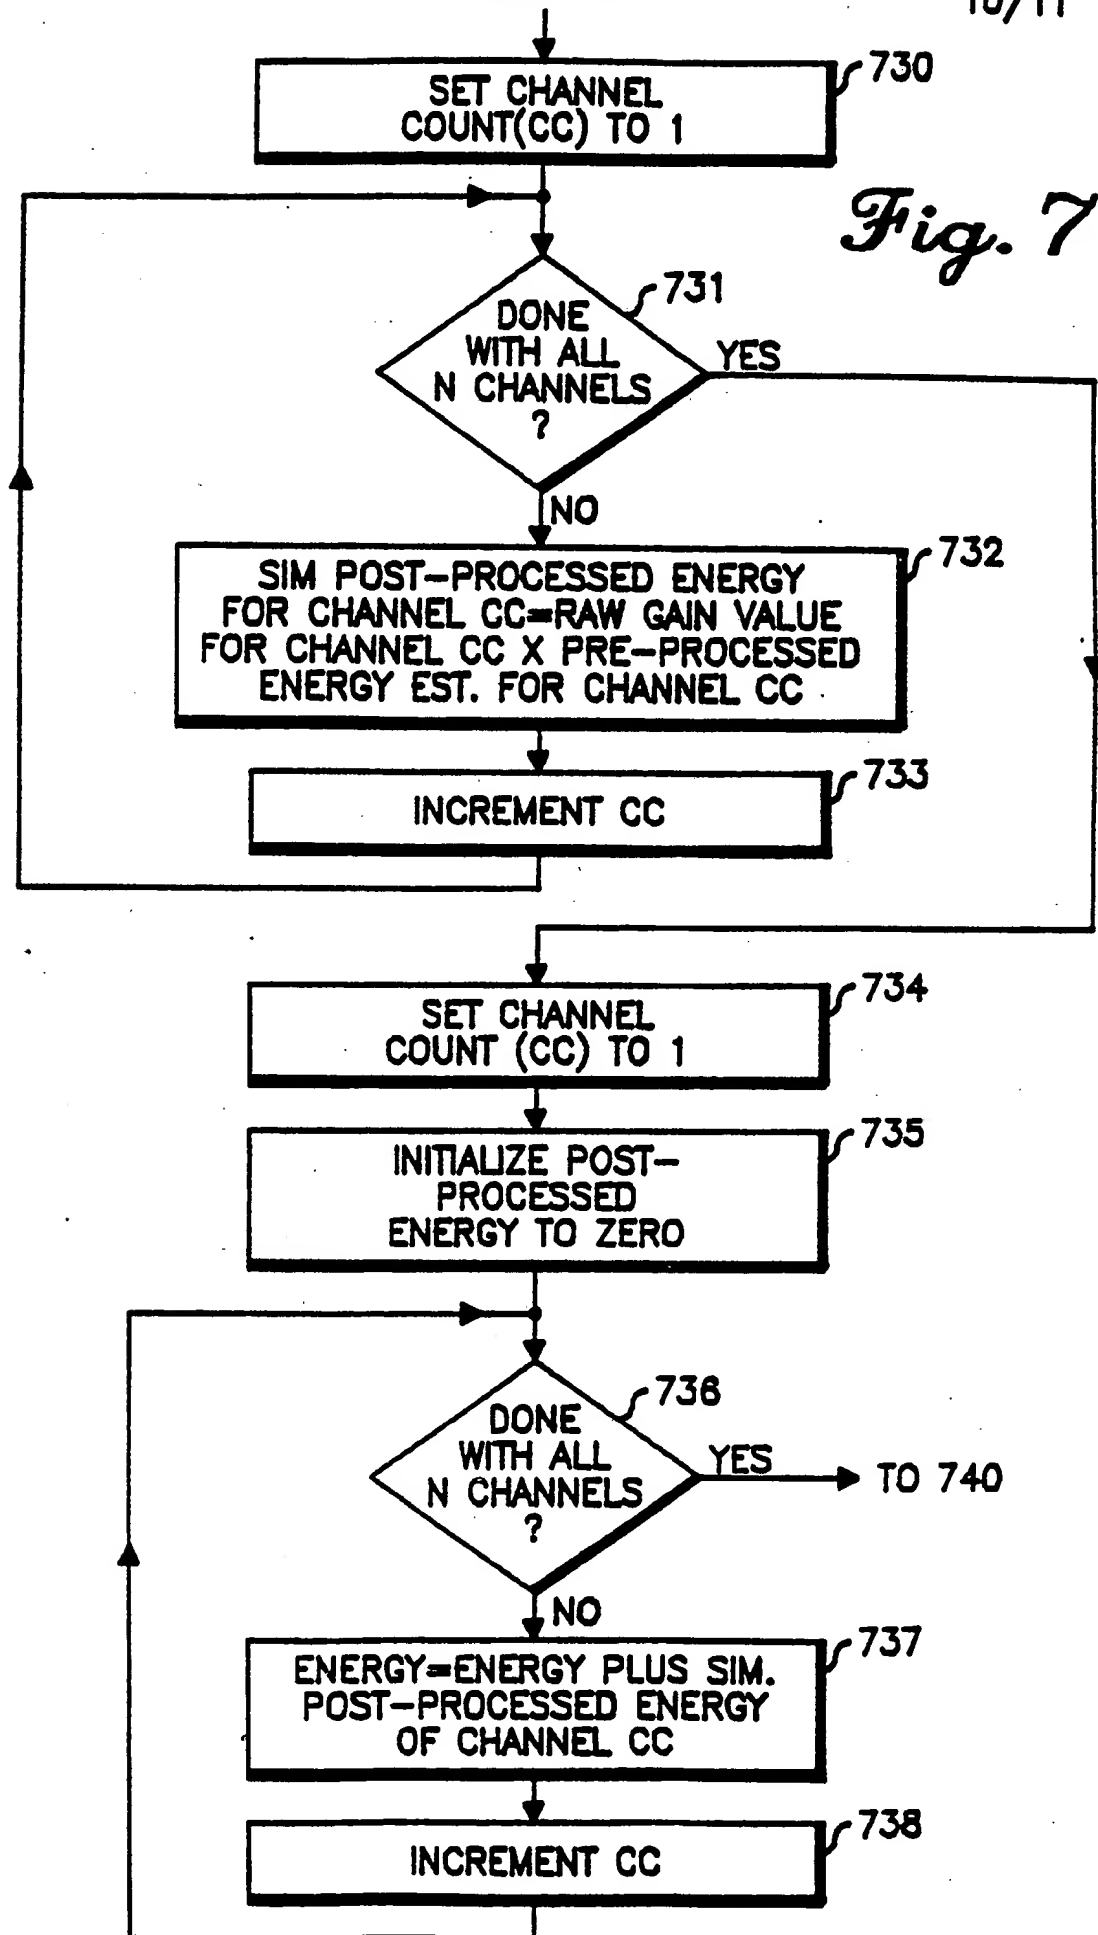 10/11
730
SET CHANNEL
COUNT(CC) TO 1
Fig. 7
731
DONE
WITH ALL
N CHANNELS
?
YES
NO
732
SIM POST-PROCESSED ENERGY
FOR CHANNEL CC=RAW GAIN VALUE
FOR CHANNEL CC X PRE-PROCESSED
ENERGY EST. FOR CHANNEL CC
733
INCREMENT CC
734
SET CHANNEL
COUNT (CC) TO 1
735
INITIALIZE POST-
PROCESSED
ENERGY TO ZERO
736
DONE
WITH ALL
N CHANNELS
?
YES
TO 740
NO
737
ENERGY=ENERGY PLUS SIM.
POST-PROCESSED ENERGY
OF CHANNEL CC
738
INCREMENT CC